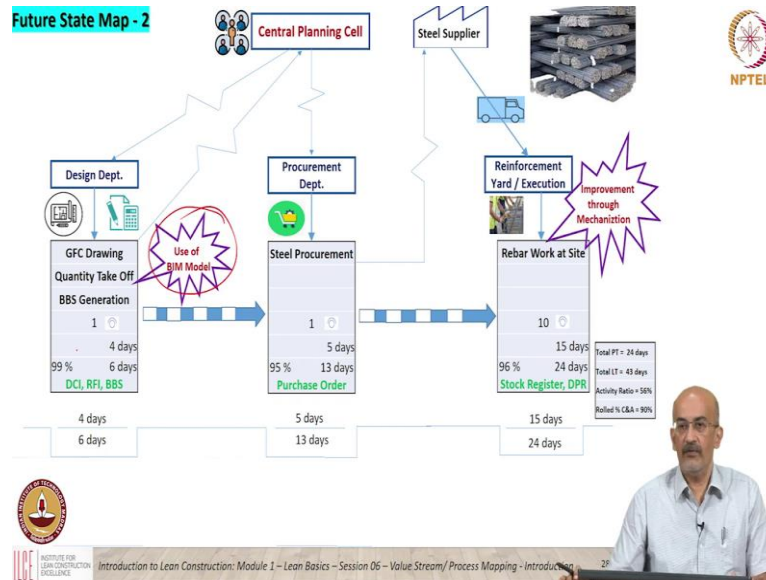 Future State Map - 2
Central Planning Cell
Steel Supplier
NPTEL
Design Dept.
Procurement
Dept.
Reinforcement
Yard / Execution
Improvement
through
Mechaniztion
GFC Drawing
Quantity Take Off
BBS Generation
1
. 4 days
99 % 6 days
DCI, RFI, BBS
Use of
BIM Model
Steel Procurement
1
5 days
95 % 13 days
Purchase Order
Rebar Work at Site
10
15 days
96 % 24 days
Stock Register, DPR
Total PT = 24 days
Total LT = 43 days
Activity Ratio = 56%
Rolled % C&A = 90%
4 days
6 days
5 days
13 days
15 days
24 days
ILCE
INSTITUTE FOR
LEAN CONSTRUCTION
EXCELLENCE
Introduction to Lean Construction: Module 1 – Lean Basics – Session 06 – Value Stream/ Process Mapping - Introduction